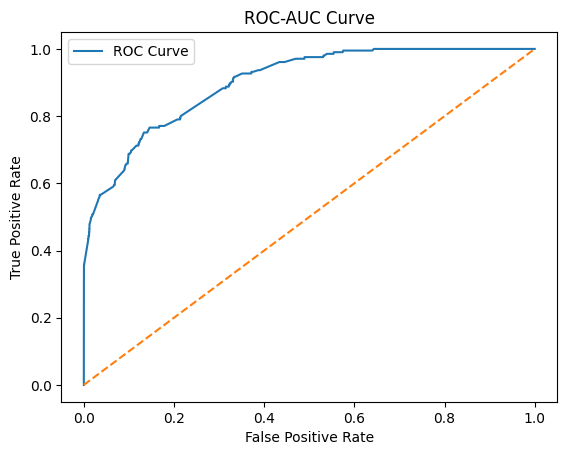 ROC-AUC Curve
ROC Curve
True Positive Rate
1.0
0.8
0.6
0.4
0.2
0.0
0.0 0.2 0.4 0.6 0.8 1.0
False Positive Rate